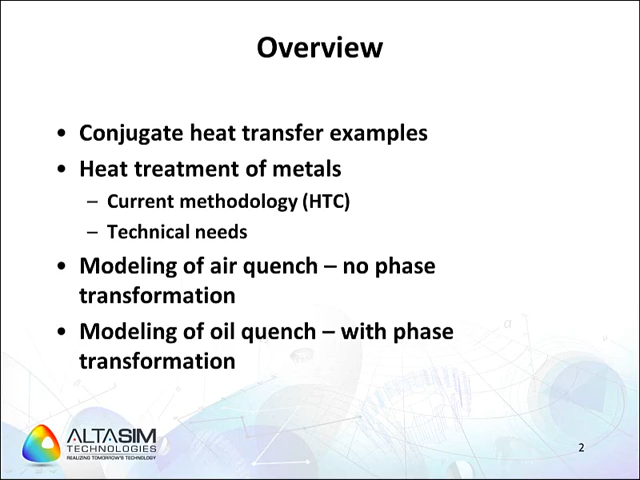 Overview
• Conjugate heat transfer examples
• Heat treatment of metals
– Current methodology (HTC)
– Technical needs
• Modeling of air quench – no phase
transformation
• Modeling of oil quench – with phase
transformation
ALTASIM
TECHNOLOGIES
REALIZING TOMORROW'S TECHNOLOGY
2